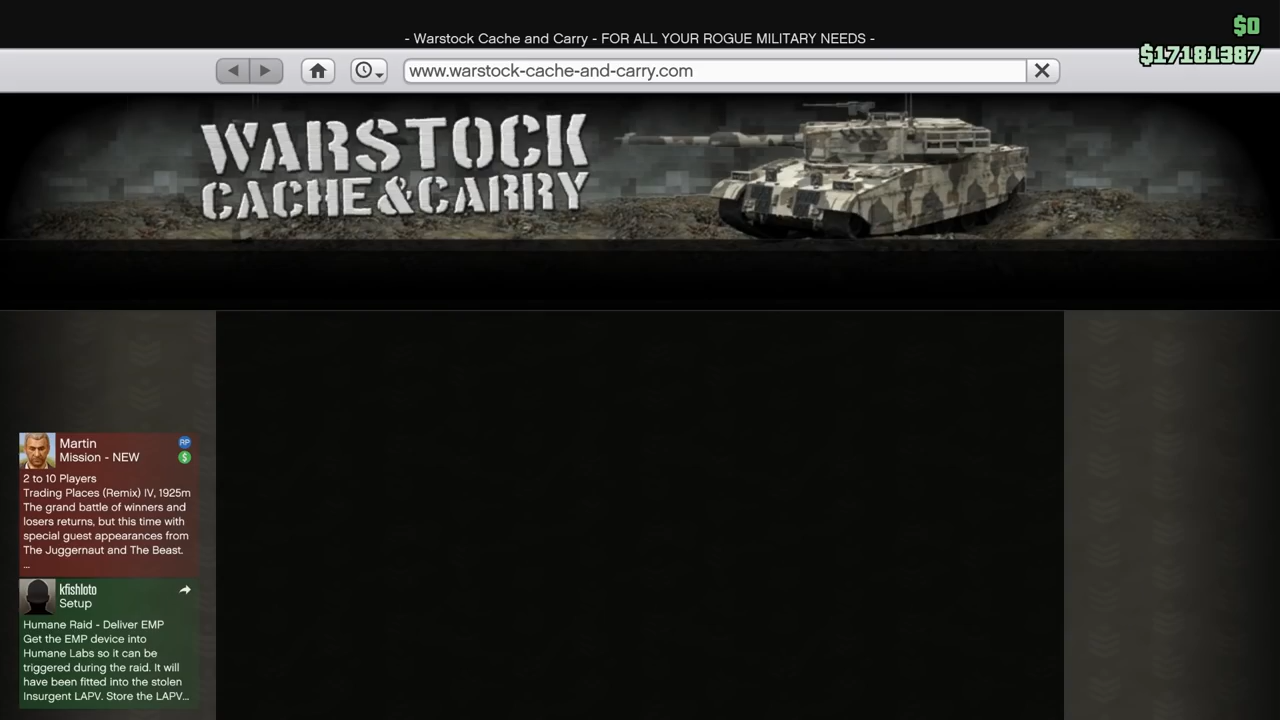 - Warstock Cache and Carry - FOR ALL YOUR ROGUE MILITARY NEEDS -
$0
$17181387
www.warstock-cache-and-carry.com
WARSTOCK
CACHE&CARRY
Martin
RP
Mission - NEW
$
2 to 10 Players
Trading Places (Remix) IV, 1925m
The grand battle of winners and
losers returns, but this time with
special guest appearances from
The Juggernaut and The Beast.
...
kfishloto
Setup
Humane Raid - Deliver EMP
Get the EMP device into
Humane Labs so it can be
triggered during the raid. It will
have been fitted into the stolen
Insurgent LAPV. Store the LAPV...